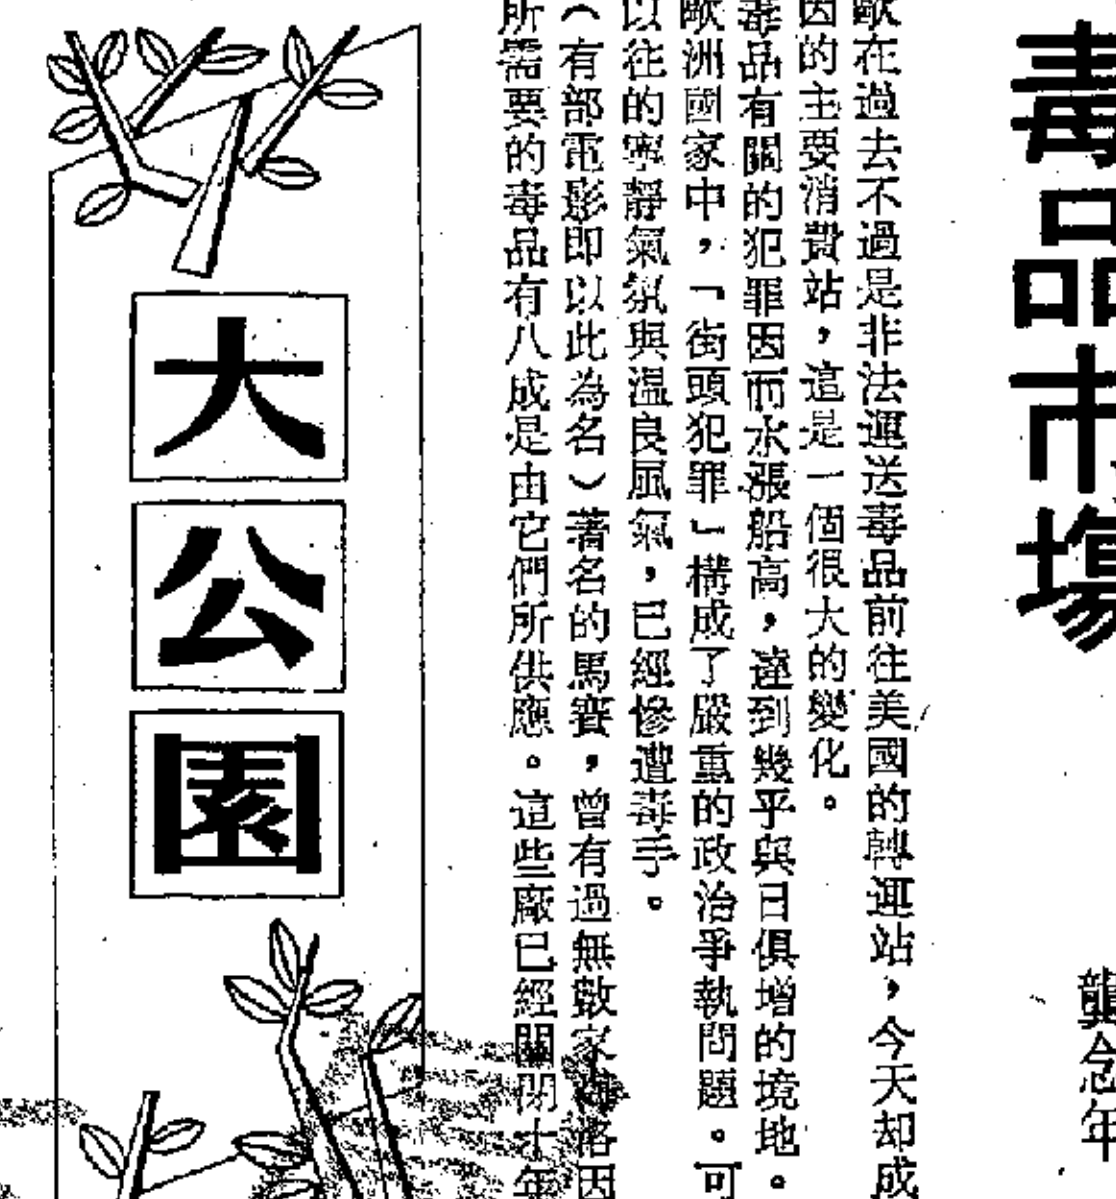 毒品市場
龔念年
歐在過去不過是非法運送毒品前往美國的轉運站，今天却成
因的主要消費站，這是一個很大的變化。
毒品有關的犯罪因而水漲船高，達到幾乎與日俱增的境地。
歐洲國家中，「街頭犯罪」構成了嚴重的政治爭執問題。可
以往的寧靜氣氛與温良風氣，已經慘遭毒手。
（有部電影即以此為名）著名的馬賽，曾有過無數家海洛因
所需要的毒品有八成是由它們所供應。這些廠已經關閉十年
大公園